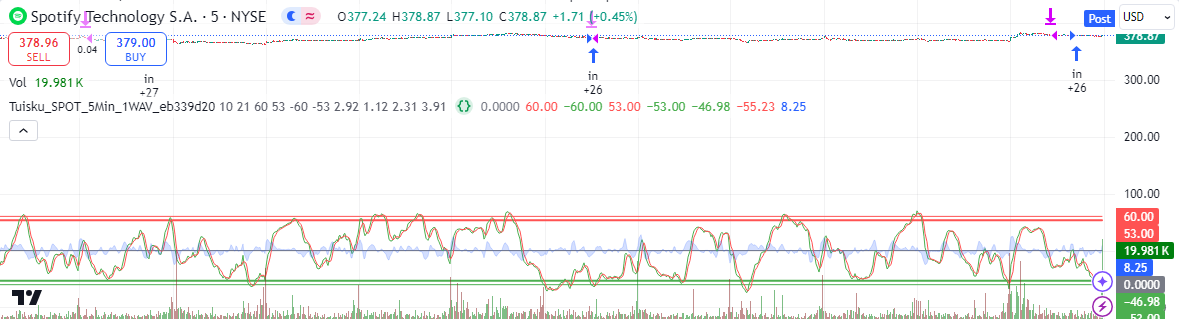 Spotify Technology S.A. · 5 · NYSE O377.24 H378.87 L377.10 C378.87 +1.71 (+0.45%)
Post USD
378.96 SELL 0.04 379.00 BUY
378.87
Vol 19.981 K
in
+27
in
+26
in
+26
300.00
Tuisku_SPOT_5Min_1WAV_eb339d20 10 21 60 53 -60 -53 2.92 1.12 2.31 3.91 {} 0.0000 60.00 −60.00 53.00 −53.00 −46.98 −55.23 8.25
200.00
100.00
60.00
53.00
19.981 K
8.25
0.0000
−46.98